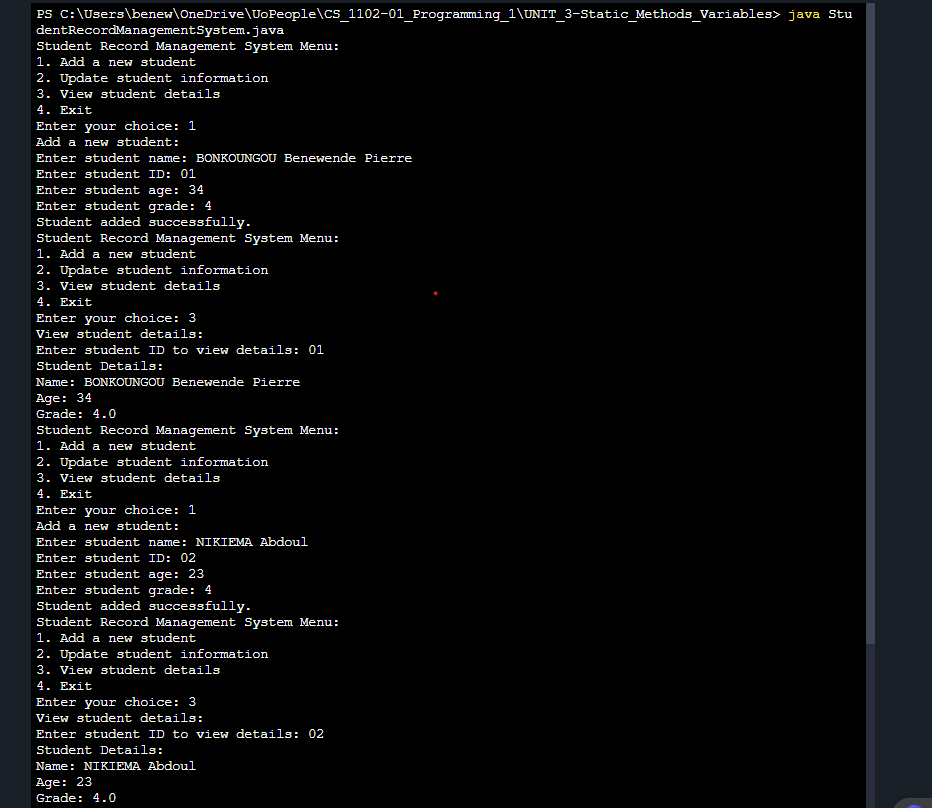 PS C:\Users\benew\OneDrive\UoPeople\CS_1102-01_Programming_1\UNIT_3-Static_Methods_Variables> java Stu
dentRecordManagementSystem.java
Student Record Management System Menu:
1. Add a new student
2. Update student information
3. View student details
4. Exit
Enter your choice: 1
Add a new student:
Enter student name: BONKOUNGOU Benewende Pierre
Enter student ID: 01
Enter student age: 34
Enter student grade: 4
Student added successfully.
Student Record Management System Menu:
1. Add a new student
2. Update student information
3. View student details
4. Exit
Enter your choice: 3
View student details:
Enter student ID to view details: 01
Student Details:
Name: BONKOUNGOU Benewende Pierre
Age: 34
Grade: 4.0
Student Record Management System Menu:
1. Add a new student
2. Update student information
3. View student details
4. Exit
Enter your choice: 1
Add a new student:
Enter student name: NIKIEMA Abdoul
Enter student ID: 02
Enter student age: 23
Enter student grade: 4
Student added successfully.
Student Record Management System Menu:
1. Add a new student
2. Update student information
3. View student details
4. Exit
Enter your choice: 3
View student details:
Enter student ID to view details: 02
Student Details:
Name: NIKIEMA Abdoul
Age: 23
Grade: 4.0